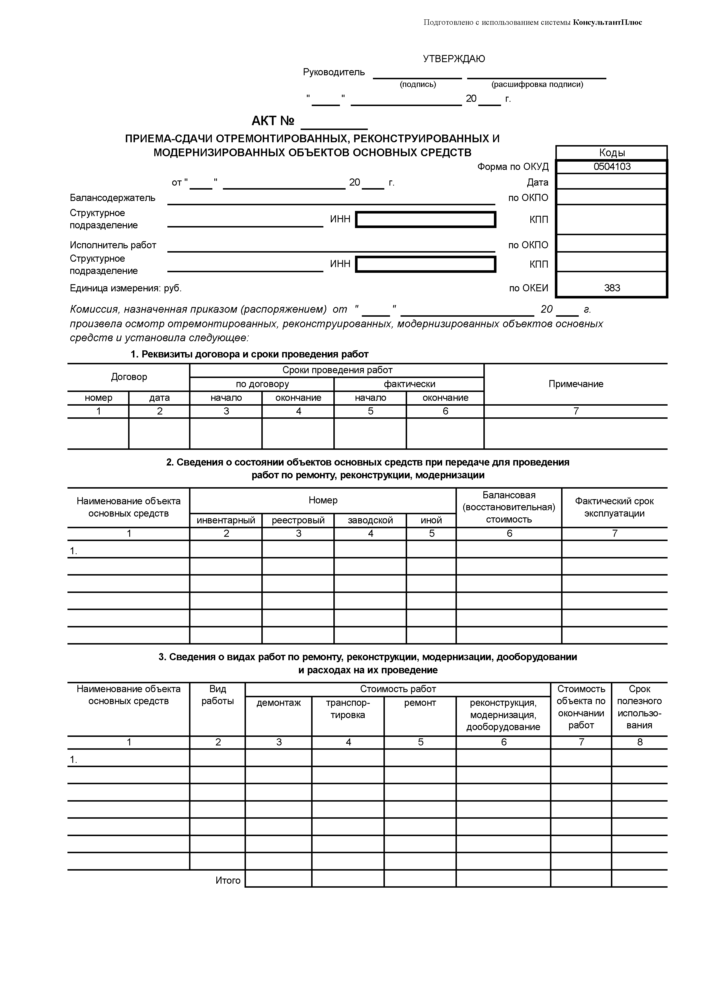 Подготовлено с использованием системы КонсультантПлюс
УТВЕРЖДАЮ
Руководитель
(подпись) (расшифровка подписи)
" " 20 г.
АКТ №
ПРИЕМА-СДАЧИ ОТРЕМОНТИРОВАННЫХ, РЕКОНСТРУИРОВАННЫХ И
МОДЕРНИЗИРОВАННЫХ ОБЪЕКТОВ ОСНОВНЫХ СРЕДСТВ
Коды
Форма по ОКУД 0504103
от " " 20 г. Дата
Балансодержатель по ОКПО
Структурное
подразделение ИНН КПП
Исполнитель работ по ОКПО
Структурное
подразделение ИНН КПП
Единица измерения: руб. по ОКЕИ 383
Комиссия, назначенная приказом (распоряжением) от " " 20 г.
произвела осмотр отремонтированных, реконструированных, модернизированных объектов основных
средств и установила следующее:
1. Реквизиты договора и сроки проведения работ
Договор Сроки проведения работ Примечание
по договору фактически
номер дата начало окончание начало окончание
1 2 3 4 5 6 7
2. Сведения о состоянии объектов основных средств при передаче для проведения
работ по ремонту, реконструкции, модернизации
Наименование объекта
основных средств
Номер
Балансовая
(восстановительная)
стоимость
Фактический срок
эксплуатации
инвентарный реестровый заводской иной
1 2 3 4 5 6 7
1.
3. Сведения о видах работ по ремонту, реконструкции, модернизации, дооборудовании
и расходах на их проведение
Наименование объекта
основных средств
Вид
работы
Стоимость работ
демонтаж
транспор-
тировка
ремонт
реконструкция,
модернизация,
дооборудование
Стоимость
объекта по
окончании
работ
Срок
полезного
использо-
вания
1 2 3 4 5 6 7 8
1.
Итого